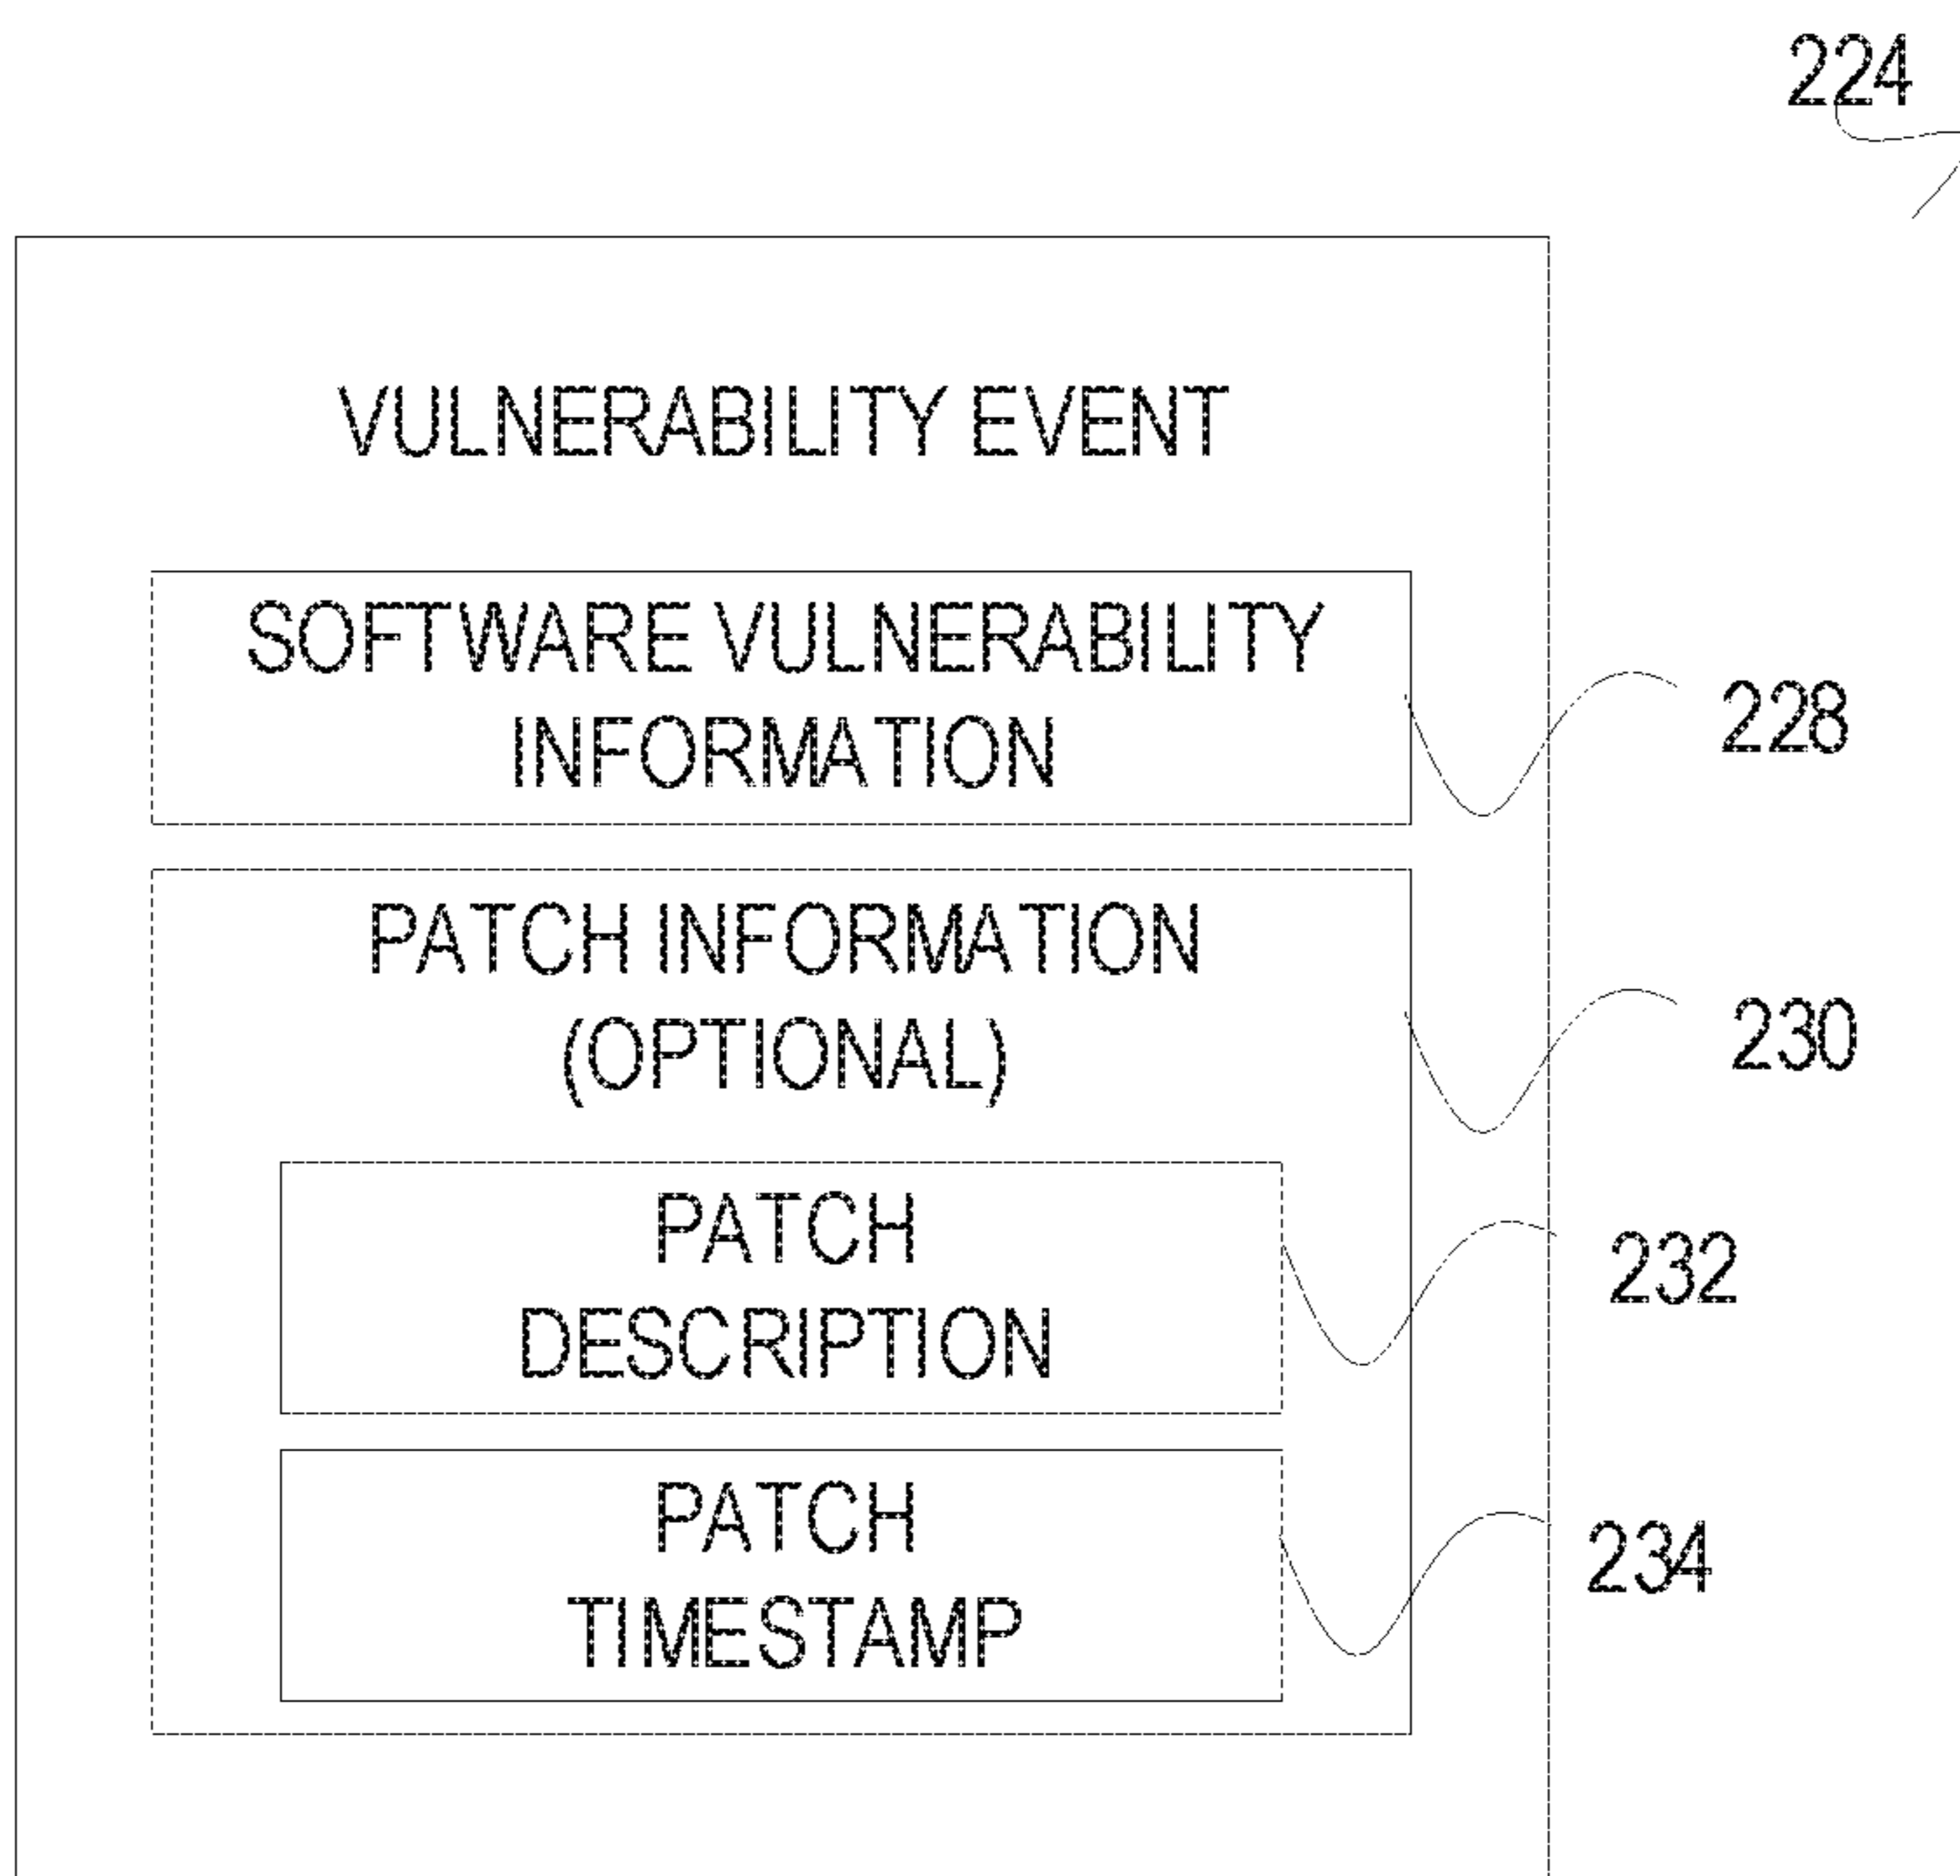 224
VULNERABILITY EVENT
SOFTWARE VULNERABILITY
INFORMATION
228
PATCH INFORMATION
(OPTIONAL)
230
PATCH
DESCRIPTION
232
PATCH
TIMESTAMP
234